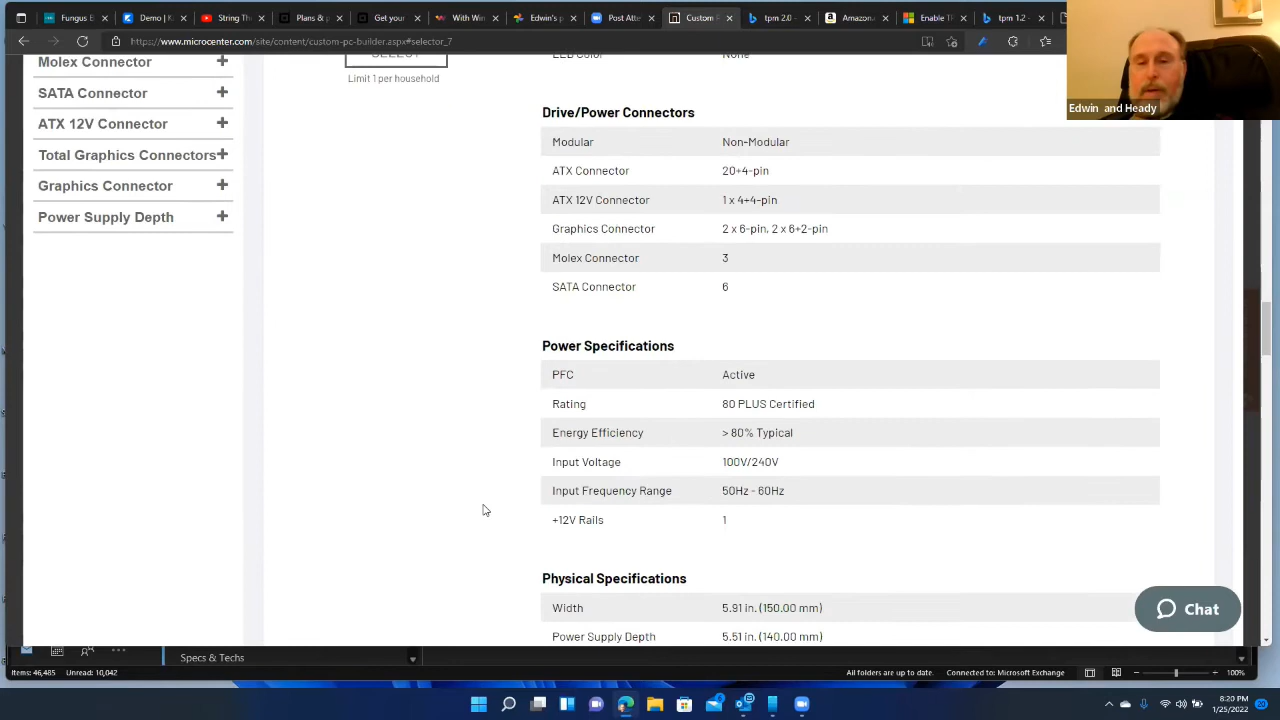 Fungus E
Demo | K
String The
Plans & p
Get your
With Win
Edwin's p
Post Atte
Custom P
tpm 2.0 -
Amazon.
Enable TP
tpm 1.2 -
https://www.microcenter.com/site/content/custom-pc-builder.aspx#selector_7
Edwin and Heady
Molex Connector
SATA Connector
ATX 12V Connector
Total Graphics Connectors
Graphics Connector
Power Supply Depth
SELECT
Limit 1 per household
LED Color None
Drive/Power Connectors
Modular Non-Modular
ATX Connector 20+4-pin
ATX 12V Connector 1 x 4+4-pin
Graphics Connector 2 x 6-pin, 2 x 6+2-pin
Molex Connector 3
SATA Connector 6
Power Specifications
PFC Active
Rating 80 PLUS Certified
Energy Efficiency > 80% Typical
Input Voltage 100V/240V
Input Frequency Range 50Hz - 60Hz
+12V Rails 1
Physical Specifications
Width 5.91 in. (150.00 mm)
Power Supply Depth 5.51 in. (140.00 mm)
Chat
Specs & Techs
Items: 46,485 Unread: 10,042
All folders are up to date. Connected to: Microsoft Exchange
100%
8:20 PM
1/25/2022
20